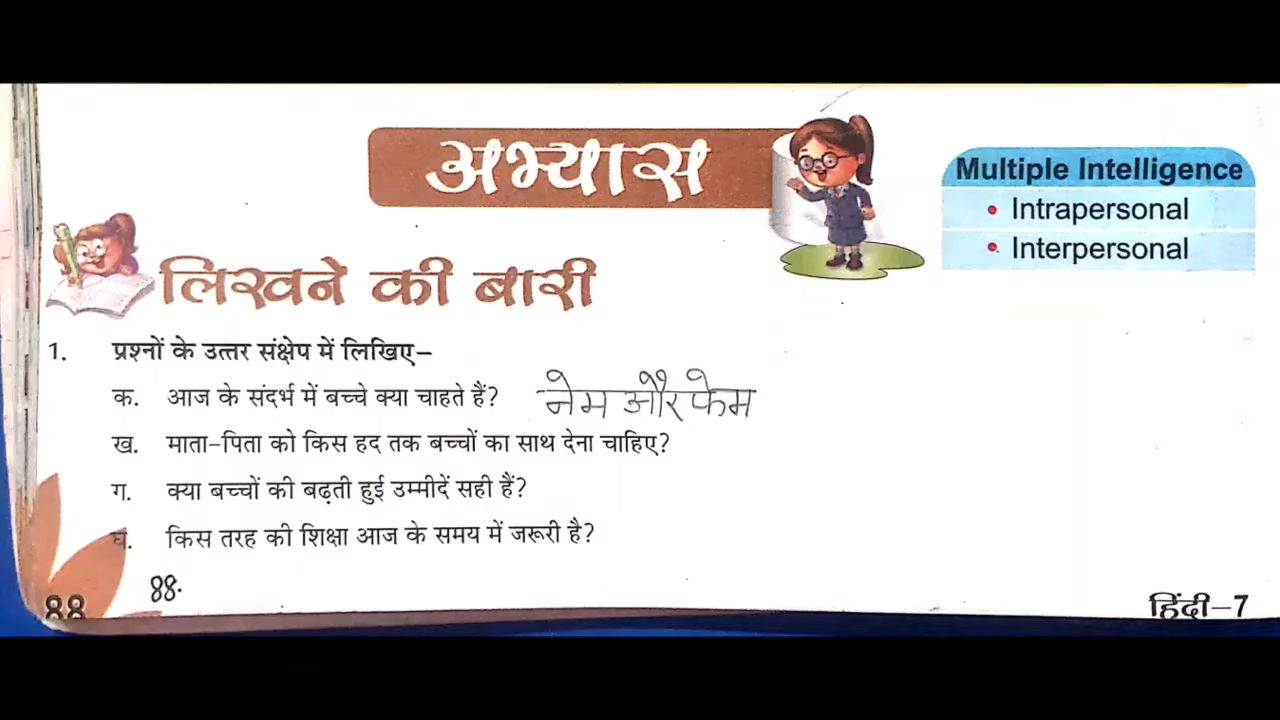 अभ्यास
Multiple Intelligence
• Intrapersonal
• Interpersonal
लिखने की बारी
1. प्रश्नों के उत्तर संक्षेप में लिखिए–
क. आज के संदर्भ में बच्चे क्या चाहते हैं? नेम और फेम
ख. माता-पिता को किस हद तक बच्चों का साथ देना चाहिए?
ग. क्या बच्चों की बढ़ती हुई उम्मीदें सही हैं?
घ. किस तरह की शिक्षा आज के समय में जरूरी है?
88.
88
हिंदी–7